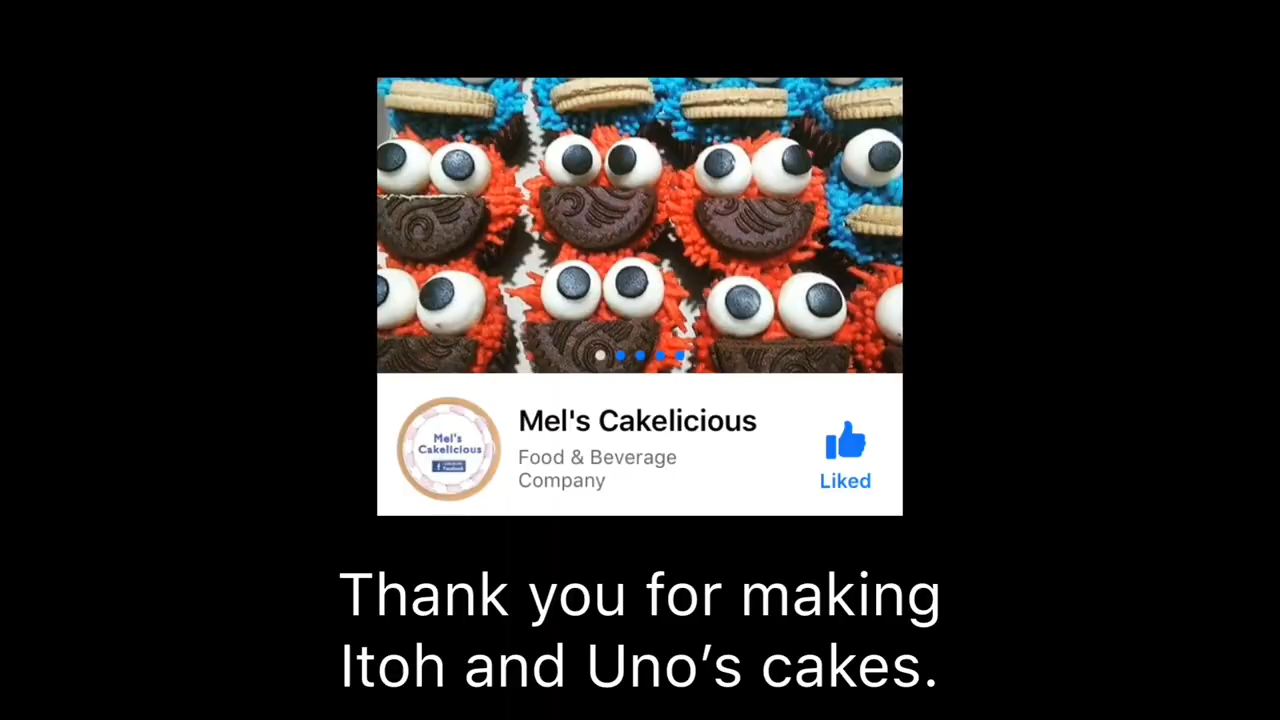 Mel's
Cakelicious
Mel's Cakelicious
Food & Beverage
Company
Liked
Thank you for making
Itoh and Uno’s cakes.